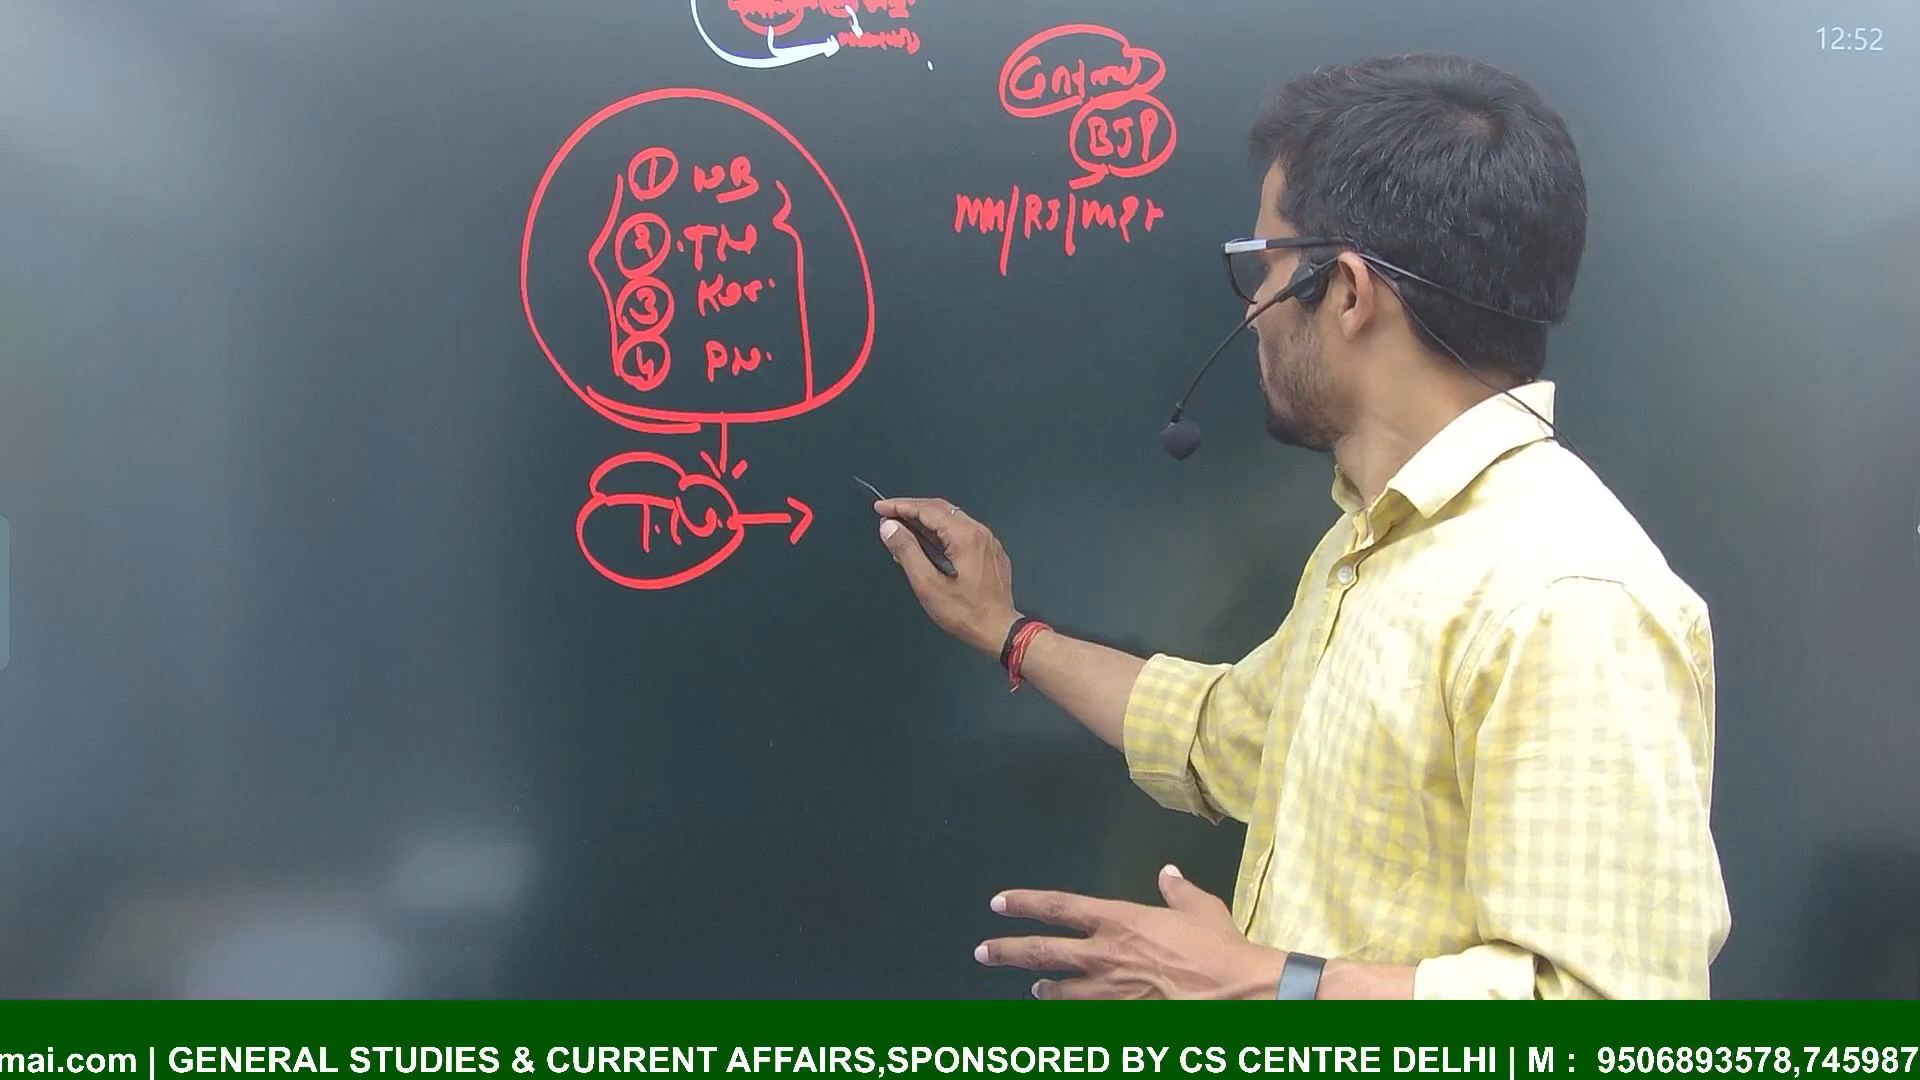 12:52
Central
BJP
MH/RJ/MP
① WB
② TN
③ Ker.
④ PN.
T.N.
mai.com | GENERAL STUDIES & CURRENT AFFAIRS,SPONSORED BY CS CENTRE DELHI | M : 9506893578,745987